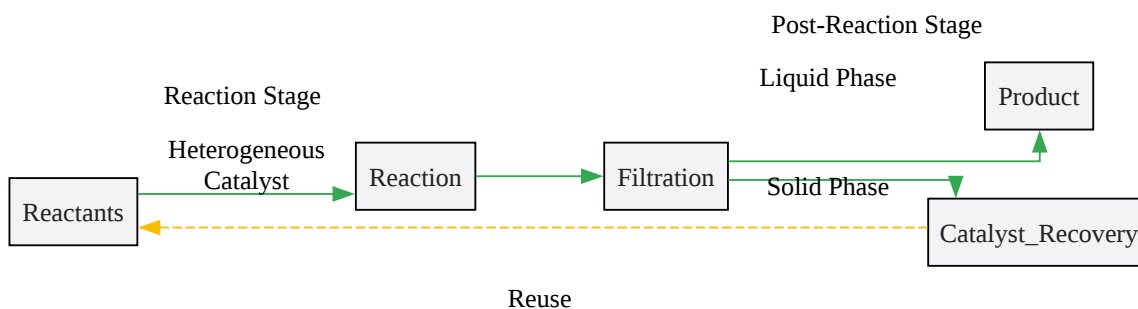 Post-Reaction Stage
Liquid Phase
Product
Reaction Stage
Heterogeneous
Catalyst
Reaction
Filtration
Solid Phase
Reactants
Catalyst_Recovery
Reuse